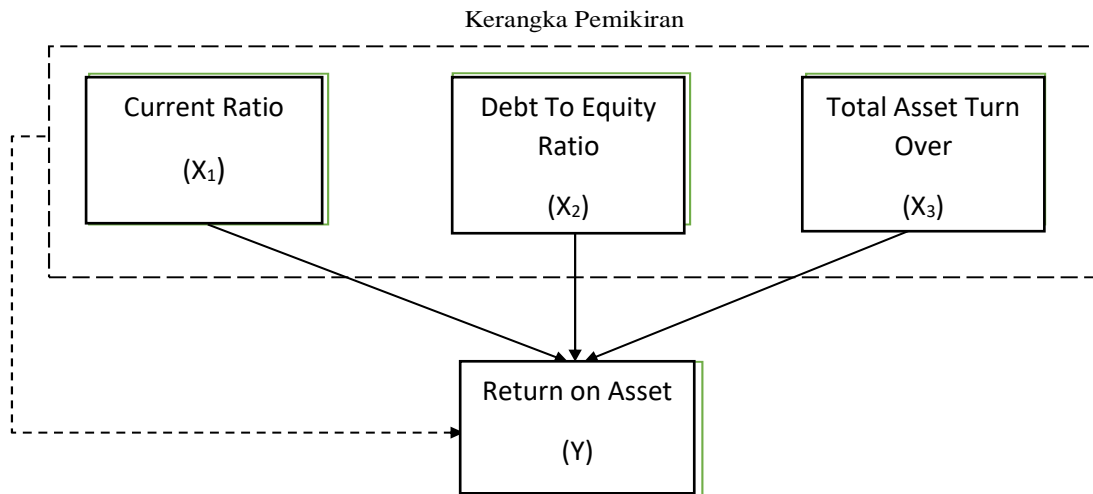 Kerangka Pemikiran
Current Ratio
(X₁)
Debt To Equity
Ratio
(X₂)
Total Asset Turn
Over
(X₃)
Return on Asset
(Y)